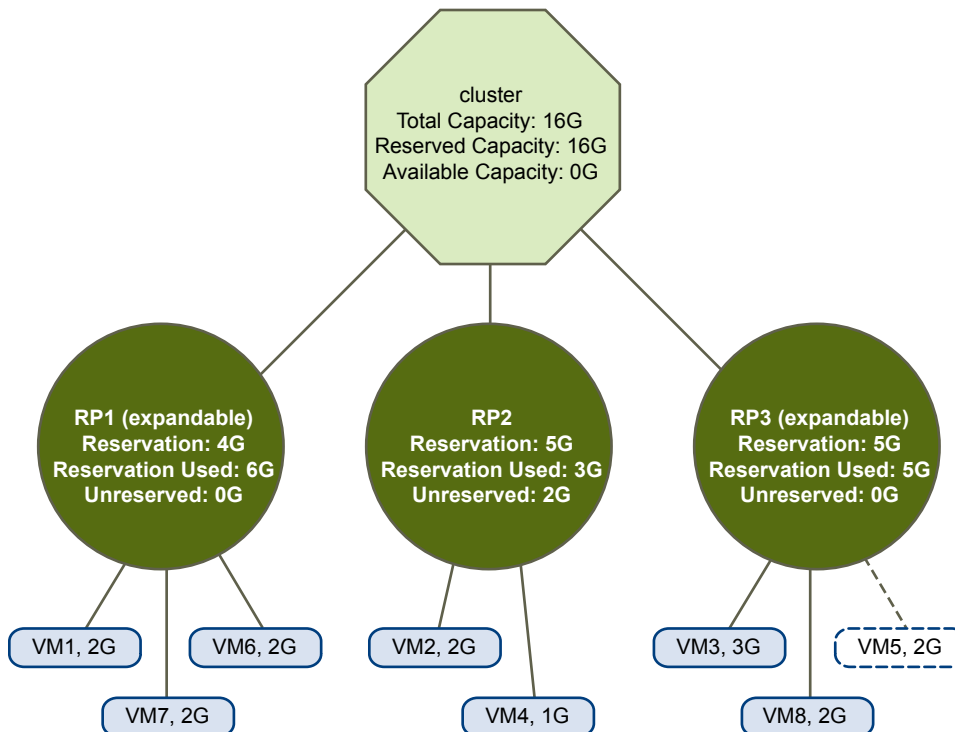 cluster
Total Capacity: 16G
Reserved Capacity: 16G
Available Capacity: 0G
RP1 (expandable)
Reservation: 4G
Reservation Used: 6G
Unreserved: 0G
RP2
Reservation: 5G
Reservation Used: 3G
Unreserved: 2G
RP3 (expandable)
Reservation: 5G
Reservation Used: 5G
Unreserved: 0G
VM1, 2G
VM6, 2G
VM2, 2G
VM3, 3G
VM5, 2G
VM7, 2G
VM4, 1G
VM8, 2G